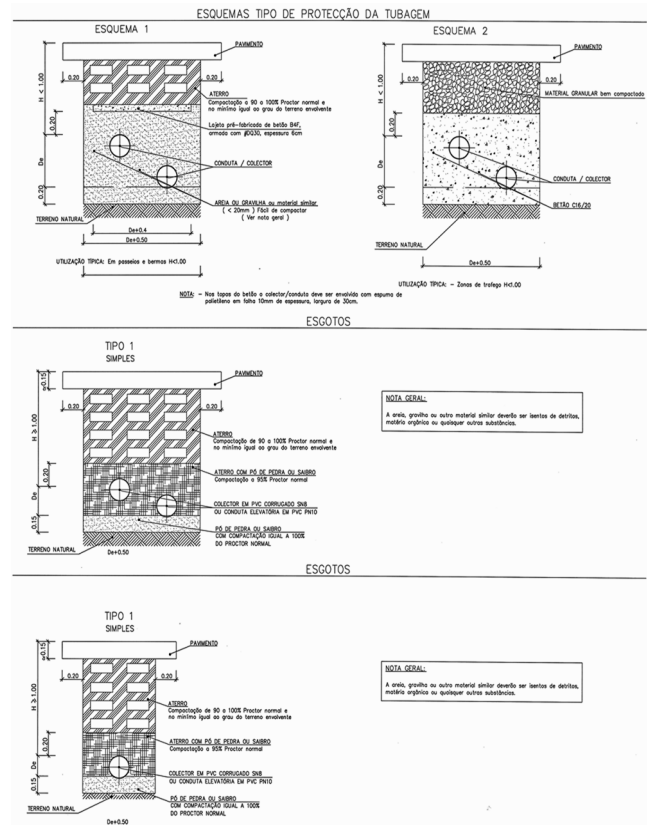 ESQUEMAS TIPO DE PROTECÇÃO DA TUBAGEM
ESQUEMA 1
PAVIMENTO
0.20
0.20
H < 1.00
ATERRO
Compactação a 90 a 100% Proctor normal e
no mínimo igual ao grau do terreno envolvente
0.20
Lajeta pré-fabricada de betão B4F,
armada com #DQ30, espessura 6cm
De
CONDUTA / COLECTOR
0.20
AREIA OU GRAVILHA ou material similar
( < 20mm ) Fácil de compactar
( Ver nota geral )
TERRENO NATURAL
De+0.4
De+0.50
UTILIZAÇÃO TÍPICA: Em passeios e bermas H<1.00
ESQUEMA 2
PAVIMENTO
0.20
0.20
H < 1.00
MATERIAL GRANULAR bem compactado
0.20
De
CONDUTA / COLECTOR
0.20
BETÃO C16/20
TERRENO NATURAL
De+0.50
UTILIZAÇÃO TÍPICA: - Zonas de trafego H<1.00
NOTA: - Nos topos do betão o colector/conduta deve ser envolvido com espuma de
polietileno em folha 10mm de espessura, largura de 30cm.
ESGOTOS
TIPO 1
SIMPLES
PAVIMENTO
0.15
0.20
0.20
H ≥ 1.00
ATERRO
Compactação de 90 a 100% Proctor normal e
no mínimo igual ao grau do terreno envolvente
0.20
ATERRO COM PÓ DE PEDRA OU SAIBRO
Compactação a 95% Proctor normal
De
COLECTOR EM PVC CORRUGADO SN8
OU CONDUTA ELEVATÓRIA EM PVC PN10
0.15
PÓ DE PEDRA OU SAIBRO
COM COMPACTAÇÃO IGUAL A 100%
DO PROCTOR NORMAL
TERRENO NATURAL
De+0.50
NOTA GERAL:
A areia, gravilha ou outro material similar deverão ser isentos de detritos,
matéria orgânica ou quaisquer outras substâncias.
ESGOTOS
TIPO 1
SIMPLES
PAVIMENTO
0.15
0.20
0.20
H ≥ 1.00
ATERRO
Compactação de 90 a 100% Proctor normal e
no mínimo igual ao grau do terreno envolvente
0.20
ATERRO COM PÓ DE PEDRA OU SAIBRO
Compactação a 95% Proctor normal
De
COLECTOR EM PVC CORRUGADO SN8
OU CONDUTA ELEVATÓRIA EM PVC PN10
0.15
PÓ DE PEDRA OU SAIBRO
COM COMPACTAÇÃO IGUAL A 100%
DO PROCTOR NORMAL
TERRENO NATURAL
De+0.50
NOTA GERAL:
A areia, gravilha ou outro material similar deverão ser isentos de detritos,
matéria orgânica ou quaisquer outras substâncias.